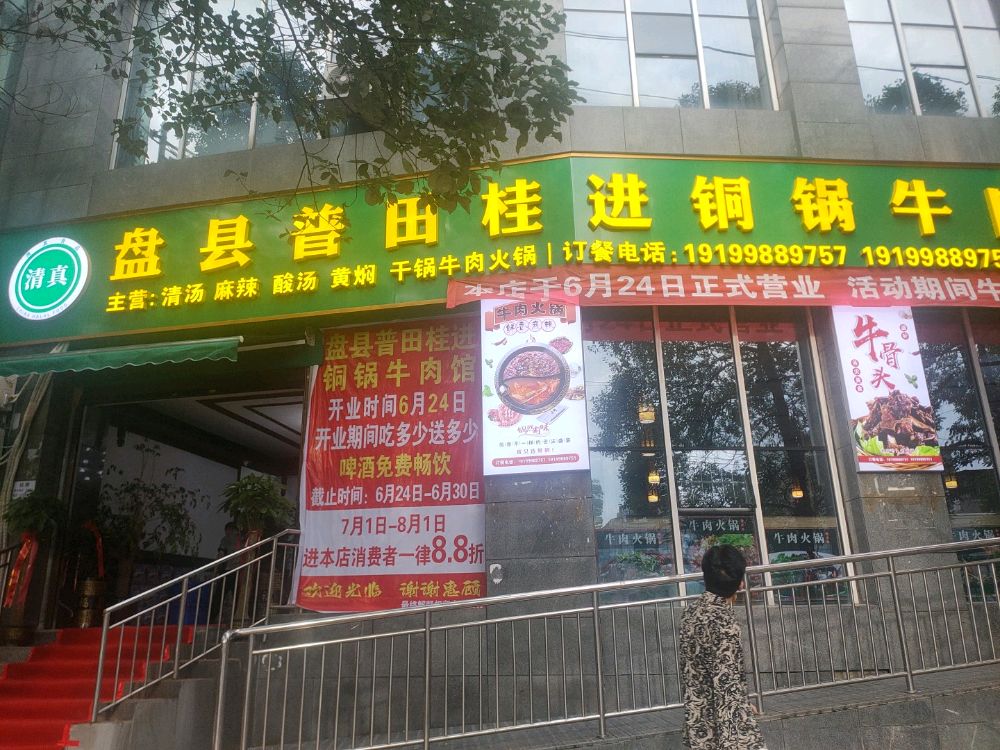 清真
盘县普田桂进铜锅牛
主营:清汤 麻辣 酸汤 黄焖 干锅牛肉火锅 | 订餐电话:19199889757 1919988975
本店于6月24日正式营业 活动期间牛
盘县普田桂进
铜锅牛肉馆
开业时间6月24日
开业期间吃多少送多少
啤酒免费畅饮
截止时间:6月24日-6月30日
7月1日-8月1日
进本店消费者一律8.8折
欢迎光临 谢谢惠顾
牛肉火锅
牛骨头
牛肉火锅
牛肉火锅